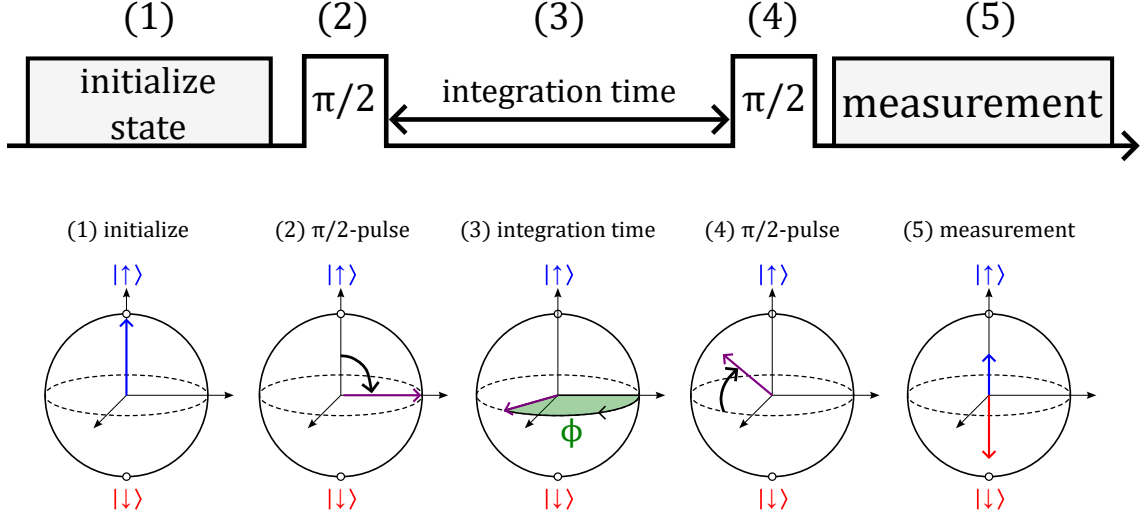 (1) (2) (3) (4) (5)
initialize
state
π/2
integration time
π/2
measurement
(1) initialize
(2) π/2-pulse
(3) integration time
(4) π/2-pulse
(5) measurement
|↑⟩ |↑⟩ |↑⟩ |↑⟩ |↑⟩
ϕ
|↓⟩ |↓⟩ |↓⟩ |↓⟩ |↓⟩